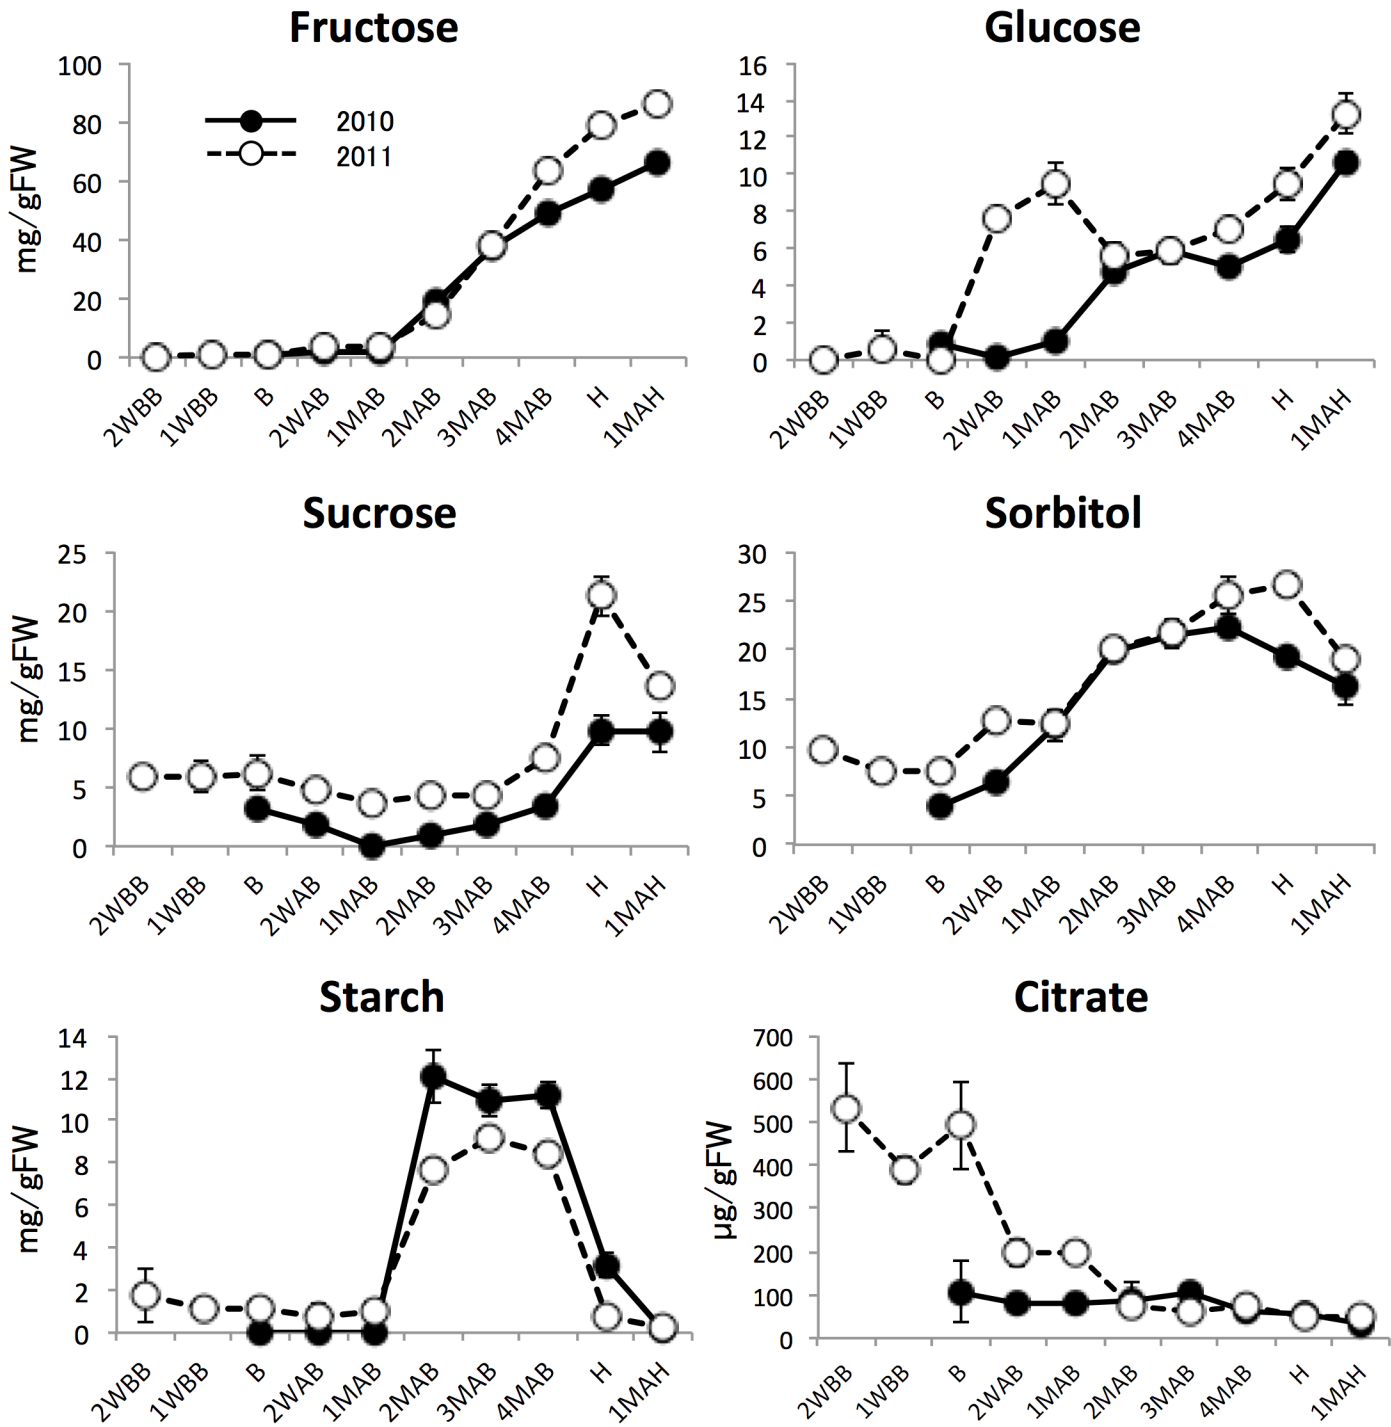 Fructose
Glucose
mg/gFW
100
80
60
40
20
0
2010
2011
2WBB
1WBB
B
2WAB
1MAB
2MAB
3MAB
4MAB
H
1MAH
16
14
12
10
8
6
4
2
0
2WBB
1WBB
B
2WAB
1MAB
2MAB
3MAB
4MAB
H
1MAH
Sucrose
Sorbitol
mg/gFW
25
20
15
10
5
0
2WBB
1WBB
B
2WAB
1MAB
2MAB
3MAB
4MAB
H
1MAH
30
25
20
15
10
5
0
2WBB
1WBB
B
2WAB
1MAB
2MAB
3MAB
4MAB
H
1MAH
Starch
Citrate
mg/gFW
14
12
10
8
6
4
2
0
2WBB
1WBB
B
2WAB
1MAB
2MAB
3MAB
4MAB
H
1MAH
μg/gFW
700
600
500
400
300
200
100
0
2WBB
1WBB
B
2WAB
1MAB
2MAB
3MAB
4MAB
H
1MAH